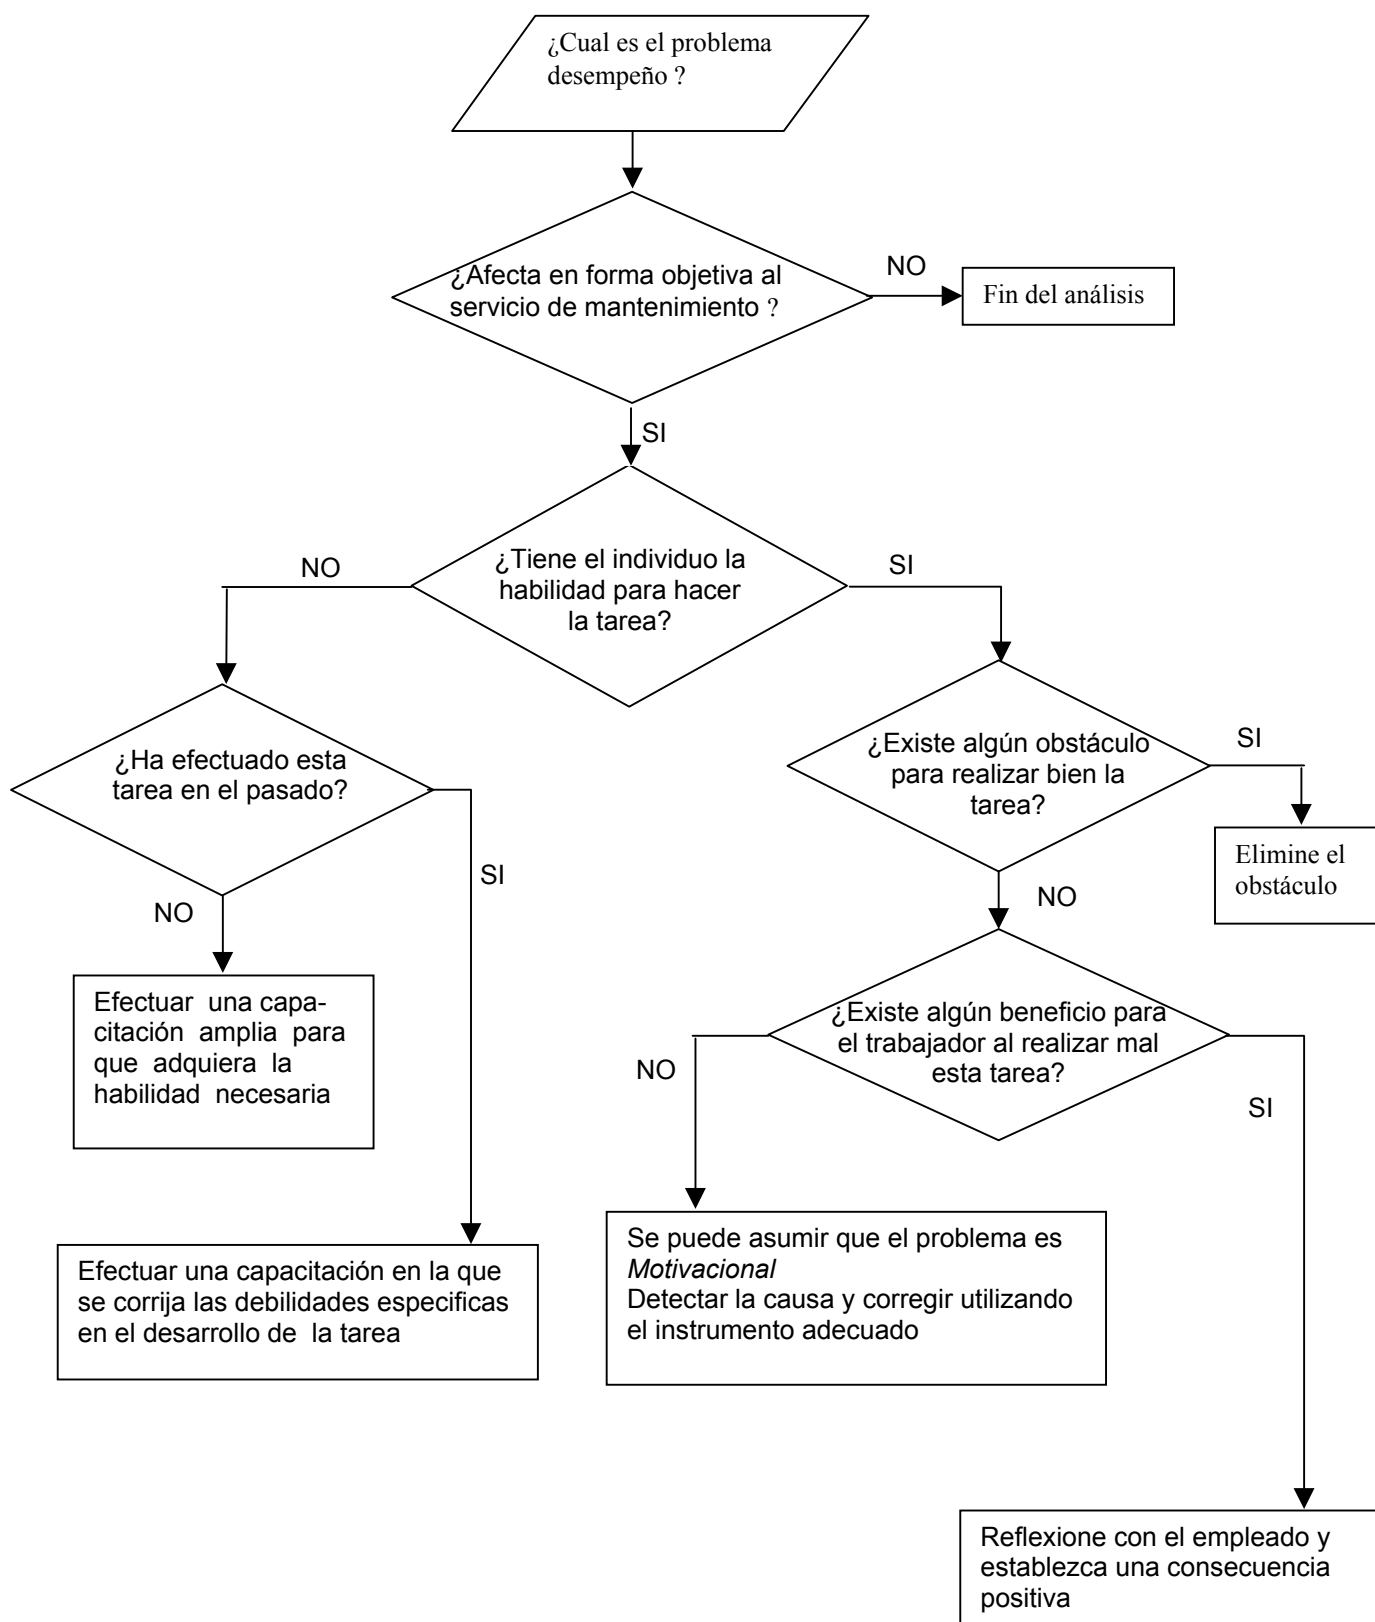 ¿Cual es el problema
desempeño ?
¿Afecta en forma objetiva al
servicio de mantenimiento ?
NO
Fin del análisis
SI
¿Tiene el individuo la
habilidad para hacer
la tarea?
NO
SI
¿Ha efectuado esta
tarea en el pasado?
¿Existe algún obstáculo
para realizar bien la
tarea?
SI
Elimine el
obstáculo
SI
NO
NO
Efectuar una capa-
citación amplia para
que adquiera la
habilidad necesaria
¿Existe algún beneficio para
el trabajador al realizar mal
esta tarea?
NO
SI
Efectuar una capacitación en la que
se corrija las debilidades especificas
en el desarrollo de la tarea
Se puede asumir que el problema es
Motivacional
Detectar la causa y corregir utilizando
el instrumento adecuado
Reflexione con el empleado y
establezca una consecuencia
positiva